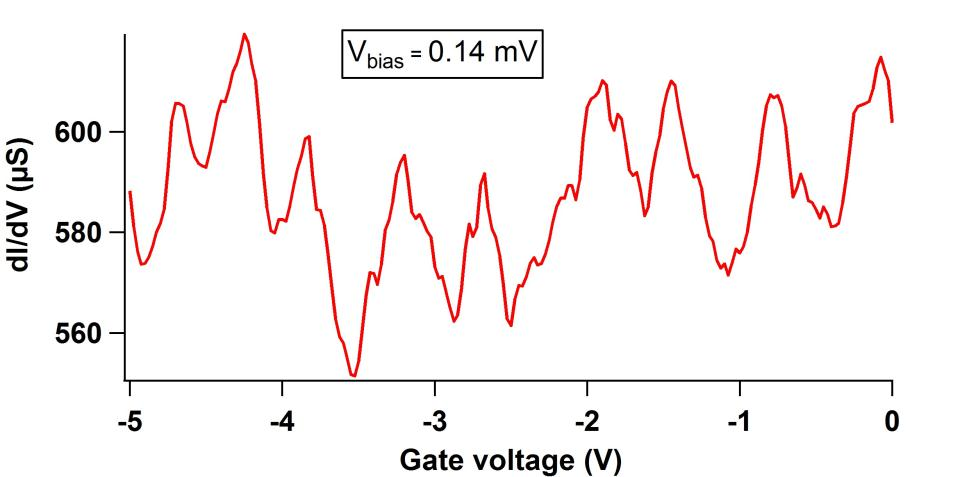 V_bias = 0.14 mV
dI/dV (μS)
600
580
560
-5 -4 -3 -2 -1 0
Gate voltage (V)